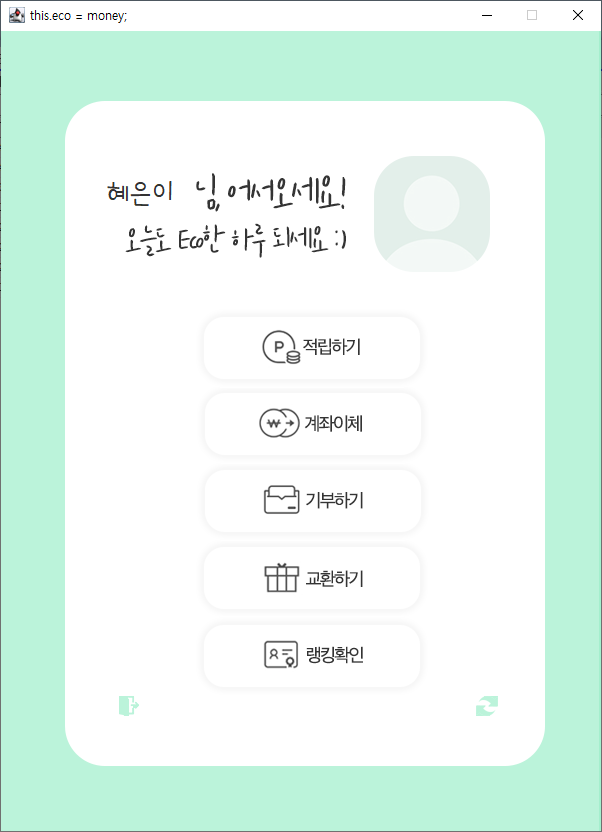 this.eco = money;
혜은이 님, 어서오세요!
오늘도 Eco한 하루 되세요 :)
P 적립하기
₩ 계좌이체
기부하기
교환하기
랭킹확인